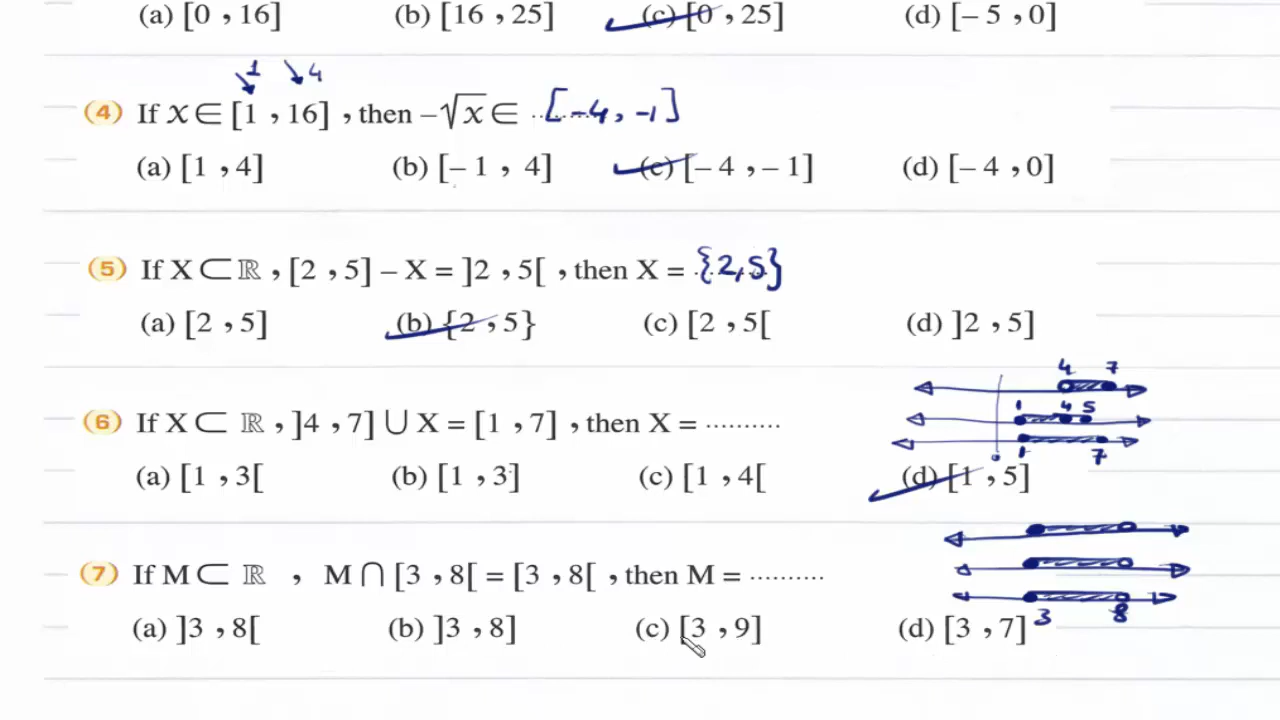 (a) [0 , 16] (b) [16 , 25] (c) [0 , 25] (d) [– 5 , 0]
1 4
(4) If x ∈ [1 , 16] , then –√x ∈ .......... [-4, -1]
(a) [1 , 4] (b) [– 1 , 4] (c) [– 4 , – 1] (d) [– 4 , 0]
(5) If X ⊂ ℝ , [2 , 5] – X = ]2 , 5[ , then X = .......... {2,5}
(a) [2 , 5] (b) {2 , 5} (c) [2 , 5[ (d) ]2 , 5]
4 7
1 4 5
(6) If X ⊂ ℝ , ]4 , 7] ∪ X = [1 , 7] , then X = ..........
1 7
(a) [1 , 3[ (b) [1 , 3] (c) [1 , 4[ (d) [1 , 5]
(7) If M ⊂ ℝ , M ∩ [3 , 8[ = [3 , 8[ , then M = ..........
3 8
(a) ]3 , 8[ (b) ]3 , 8] (c) [3 , 9] (d) [3 , 7]